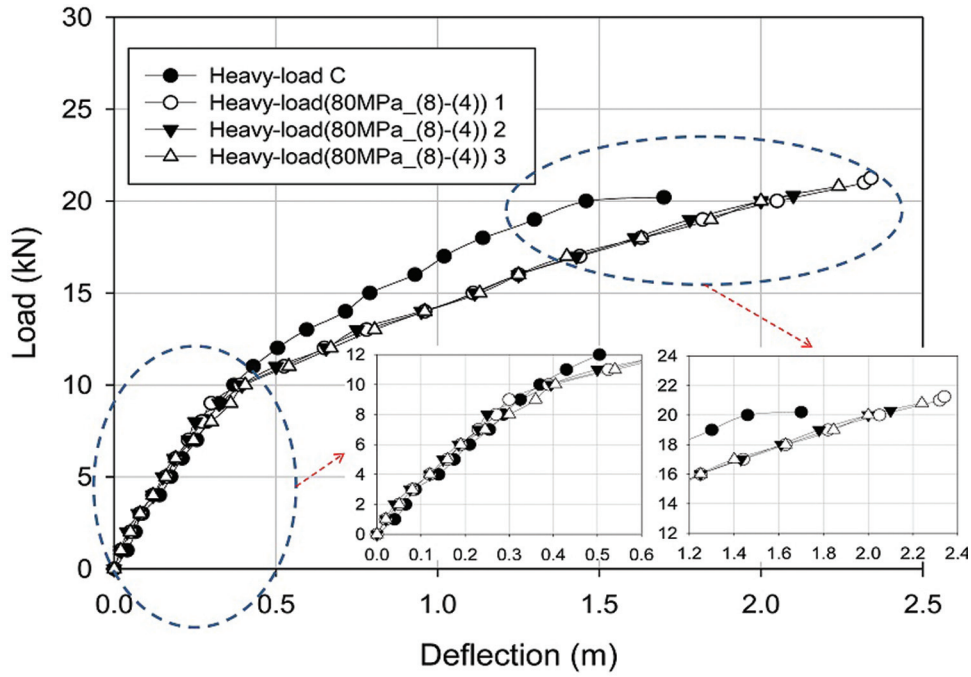 30
25
20
15
10
5
0
Load (kN)
Heavy-load C
Heavy-load(80MPa_(8)-(4)) 1
Heavy-load(80MPa_(8)-(4)) 2
Heavy-load(80MPa_(8)-(4)) 3
12
10
8
6
4
2
0
0.0 0.1 0.2 0.3 0.4 0.5 0.6
24
22
20
18
16
14
12
1.2 1.4 1.6 1.8 2.0 2.2 2.4
0.0 0.5 1.0 1.5 2.0 2.5
Deflection (m)